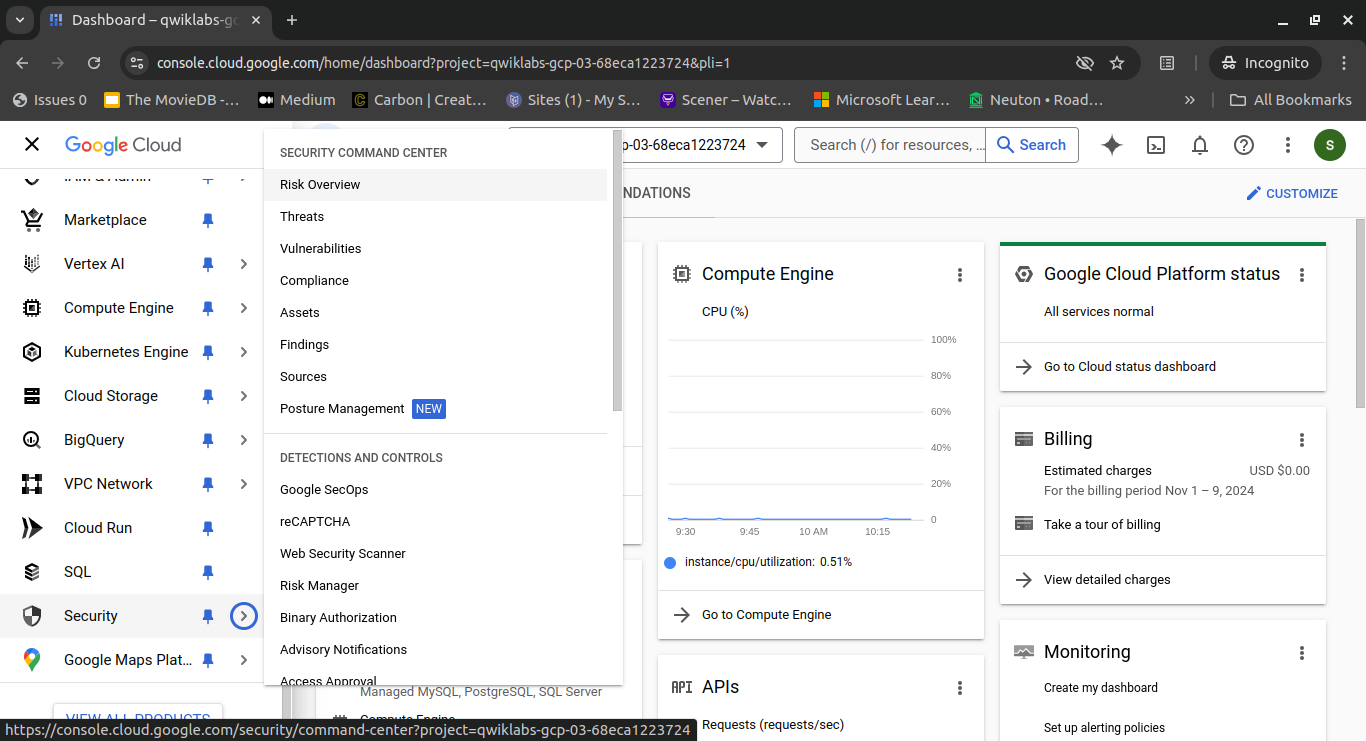 Dashboard – qwiklabs-gc
console.cloud.google.com/home/dashboard?project=qwiklabs-gcp-03-68eca1223724&pli=1
Incognito
Issues 0
The MovieDB -...
Medium
Carbon | Creat...
Sites (1) - My S...
Scener – Watc...
Microsoft Lear...
Neuton • Road...
All Bookmarks
Google Cloud
p-03-68eca1223724
Search (/) for resources, ...
Search
S
IAM & Admin
Marketplace
Vertex AI
Compute Engine
Kubernetes Engine
Cloud Storage
BigQuery
VPC Network
Cloud Run
SQL
Security
Google Maps Plat...
VIEW ALL PRODUCTS
SECURITY COMMAND CENTER
Risk Overview
Threats
Vulnerabilities
Compliance
Assets
Findings
Sources
Posture Management NEW
DETECTIONS AND CONTROLS
Google SecOps
reCAPTCHA
Web Security Scanner
Risk Manager
Binary Authorization
Advisory Notifications
Access Approval
Managed MySQL, PostgreSQL, SQL Server
Compute Engine
NDATIONS
CUSTOMIZE
Compute Engine
CPU (%)
100%
80%
60%
40%
20%
0
9:30
9:45
10 AM
10:15
instance/cpu/utilization: 0.51%
Go to Compute Engine
API APIs
Requests (requests/sec)
Google Cloud Platform status
All services normal
Go to Cloud status dashboard
Billing
Estimated charges
USD $0.00
For the billing period Nov 1 – 9, 2024
Take a tour of billing
View detailed charges
Monitoring
Create my dashboard
Set up alerting policies
https://console.cloud.google.com/security/command-center?project=qwiklabs-gcp-03-68eca1223724